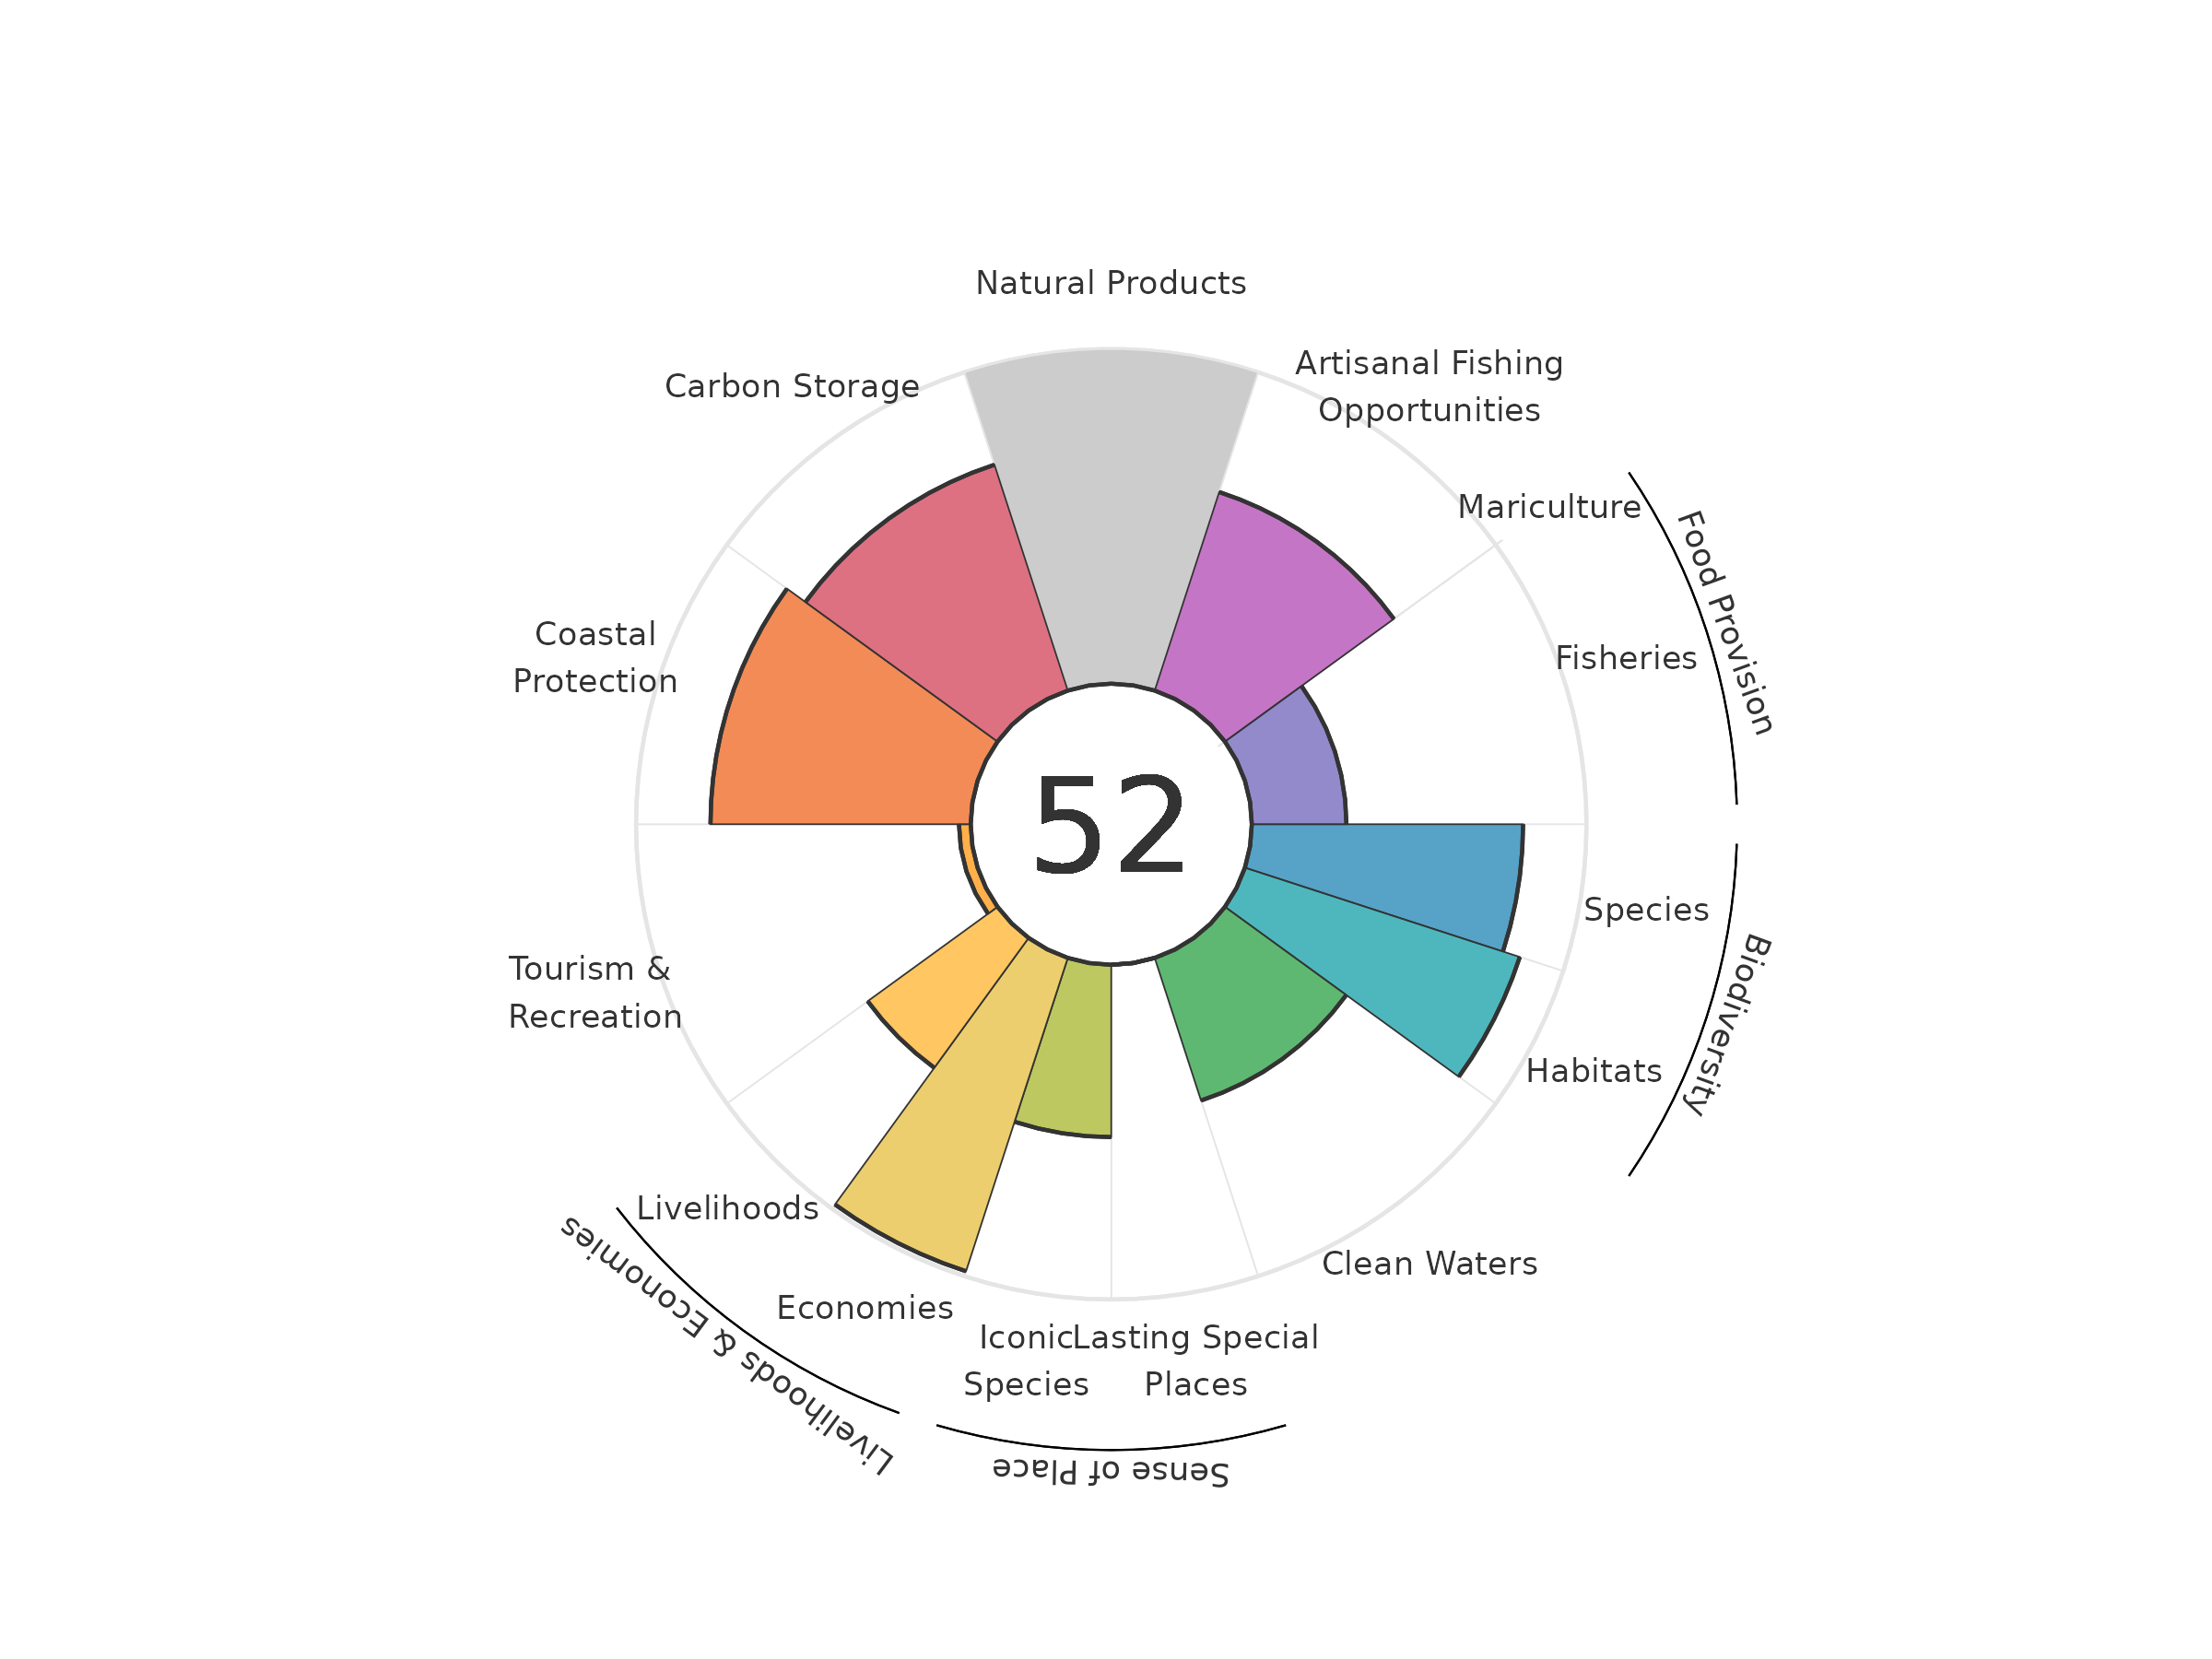 Natural Products
Artisanal Fishing
Opportunities
Carbon Storage
Mariculture
Food Provision
Fisheries
Coastal
Protection
52
Species
Biodiversity
Tourism &
Recreation
Habitats
Livelihoods
Clean Waters
Livelihoods & Economies
Economies
Iconic
Species
Lasting Special
Places
Sense of Place